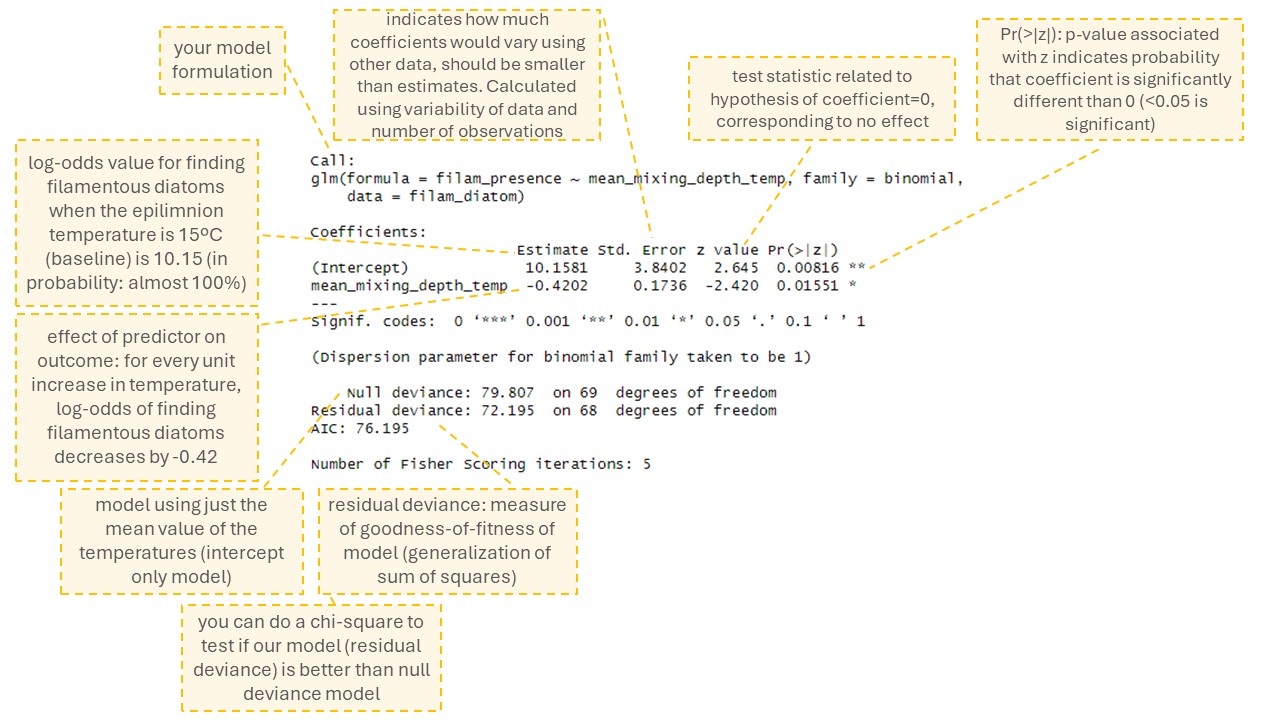 your model
formulation
indicates how much
coefficients would vary using
other data, should be smaller
than estimates. Calculated
using variability of data and
number of observations
test statistic related to
hypothesis of coefficient=0,
corresponding to no effect
Pr(>|z|): p-value associated
with z indicates probability
that coefficient is significantly
different than 0 (<0.05 is
significant)
log-odds value for finding
filamentous diatoms
when the epilimnion
temperature is 15ºC
(baseline) is 10.15 (in
probability: almost 100%)
effect of predictor on
outcome: for every unit
increase in temperature,
log-odds of finding
filamentous diatoms
decreases by -0.42
Call:
glm(formula = filam_presence ~ mean_mixing_depth_temp, family = binomial,
data = filam_diatom)
Coefficients:
Estimate Std. Error z value Pr(>|z|)
(Intercept) 10.1581 3.8402 2.645 0.00816 **
mean_mixing_depth_temp -0.4202 0.1736 -2.420 0.01551 *
---
Signif. codes: 0 ‘***’ 0.001 ‘**’ 0.01 ‘*’ 0.05 ‘.’ 0.1 ‘ ’ 1
(Dispersion parameter for binomial family taken to be 1)
Null deviance: 79.807 on 69 degrees of freedom
Residual deviance: 72.195 on 68 degrees of freedom
AIC: 76.195
Number of Fisher Scoring iterations: 5
model using just the
mean value of the
temperatures (intercept
only model)
residual deviance: measure
of goodness-of-fitness of
model (generalization of
sum of squares)
you can do a chi-square to
test if our model (residual
deviance) is better than null
deviance model